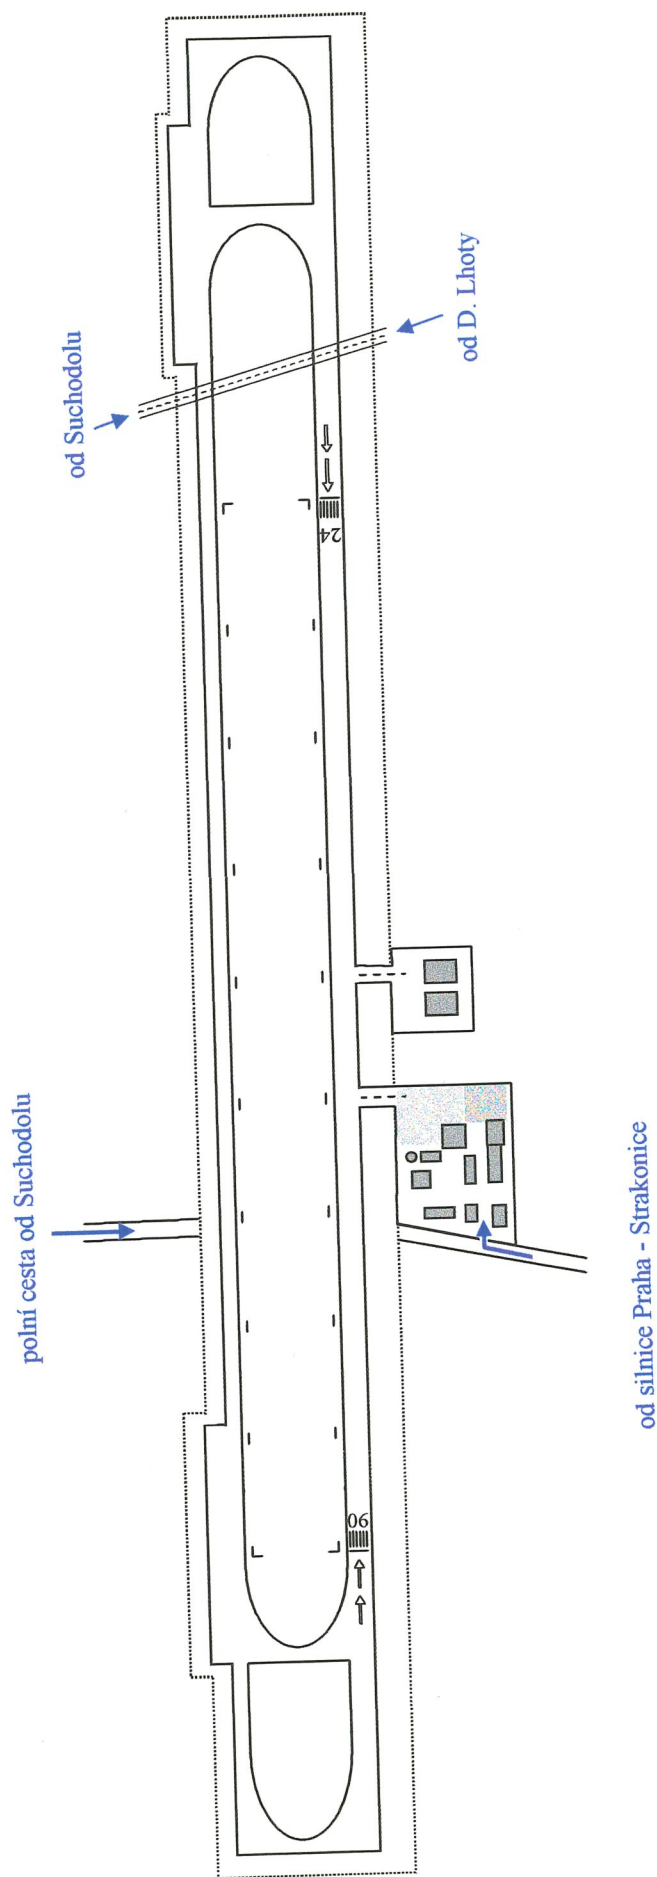 od Suchodolu
od D. Lhoty
24
polní cesta od Suchodolu
od silnice Praha - Strakonice
06